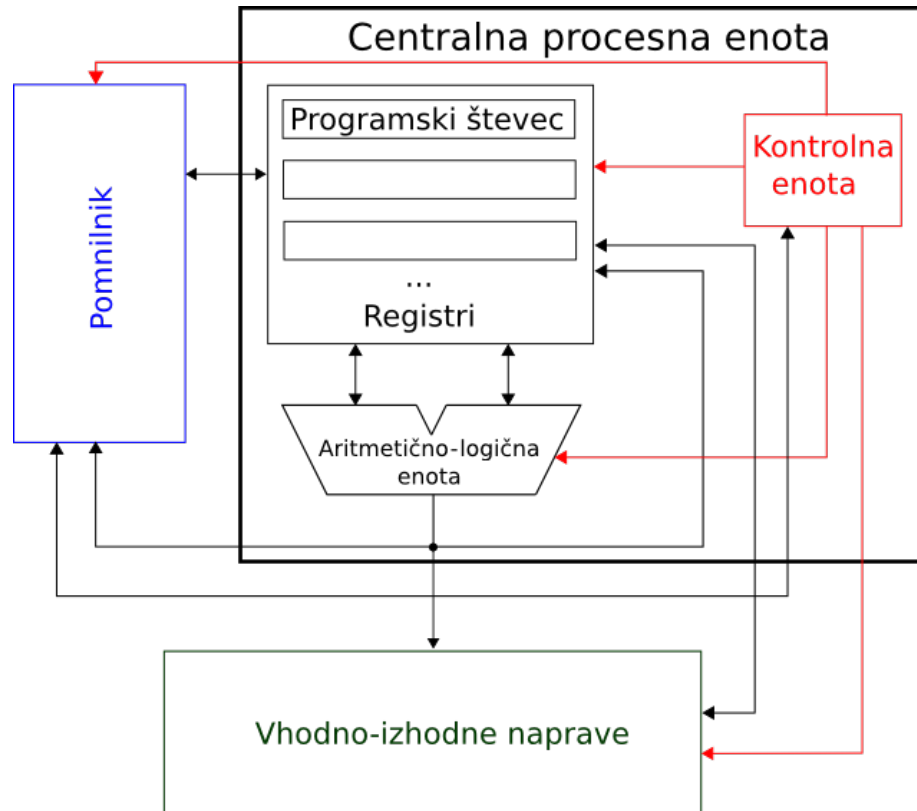 Centralna procesna enota
Programski števec
Kontrolna
enota
Pomnilnik
...
Registri
Aritmetično-logična
enota
Vhodno-izhodne naprave